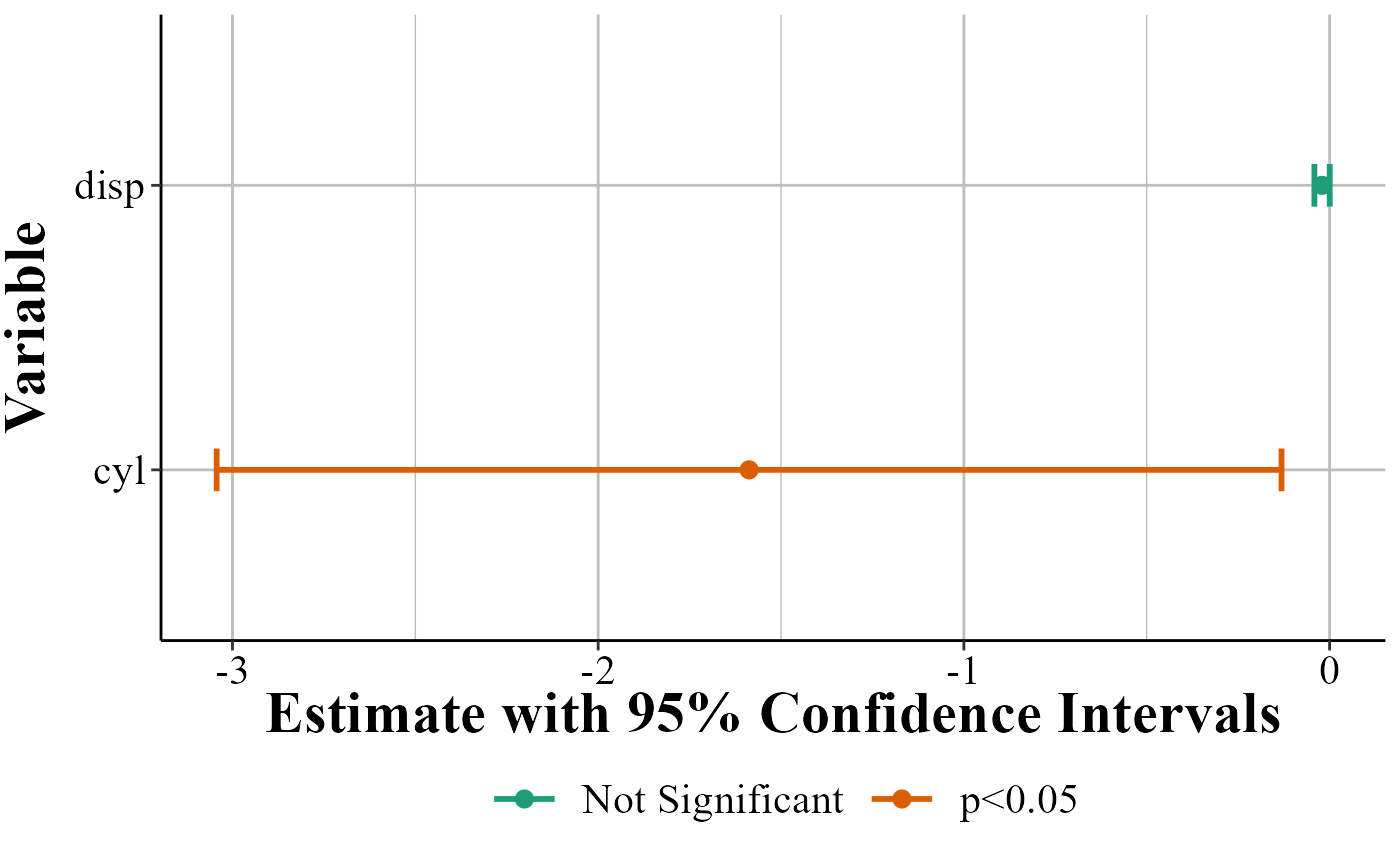 Variable
disp
cyl
-3 -2 -1 0
Estimate with 95% Confidence Intervals
Not Significant p<0.05